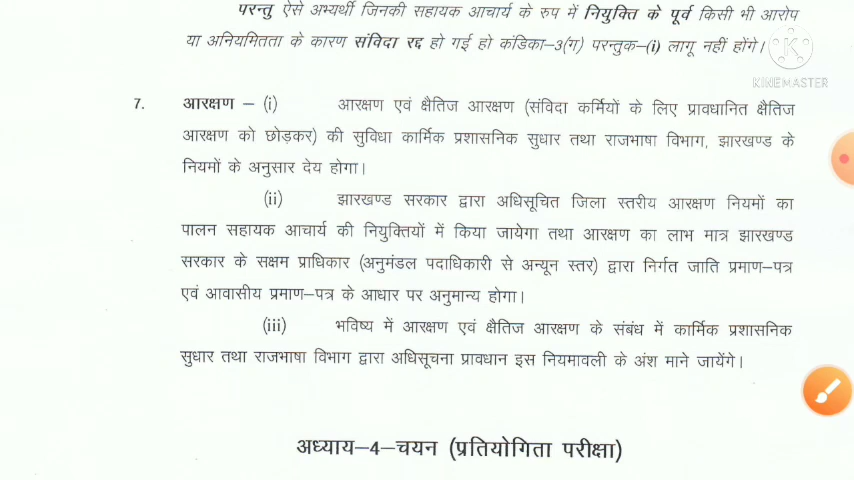 परन्तु ऐसे अभ्यर्थी जिनकी सहायक आचार्य के रुप में नियुक्ति के पूर्व किसी भी आरोप
या अनियमितता के कारण संविदा रद्द हो गई हो कंडिका–3(ग) परन्तुक–(i) लागू नहीं होंगे।
KINEMASTER
7. आरक्षण – (i) आरक्षण एवं क्षैतिज आरक्षण (संविदा कर्मियों के लिए प्रावधानित क्षैतिज
आरक्षण को छोड़कर) की सुविधा कार्मिक प्रशासनिक सुधार तथा राजभाषा विभाग, झारखण्ड के
नियमों के अनुसार देय होगा।
(ii) झारखण्ड सरकार द्वारा अधिसूचित जिला स्तरीय आरक्षण नियमों का
पालन सहायक आचार्य की नियुक्तियों में किया जायेगा तथा आरक्षण का लाभ मात्र झारखण्ड
सरकार के सक्षम प्राधिकार (अनुमंडल पदाधिकारी से अन्यून स्तर) द्वारा निर्गत जाति प्रमाण–पत्र
एवं आवासीय प्रमाण–पत्र के आधार पर अनुमान्य होगा।
(iii) भविष्य में आरक्षण एवं क्षैतिज आरक्षण के संबंध में कार्मिक प्रशासनिक
सुधार तथा राजभाषा विभाग द्वारा अधिसूचना प्रावधान इस नियमावली के अंश माने जायेंगे।
अध्याय–4–चयन (प्रतियोगिता परीक्षा)